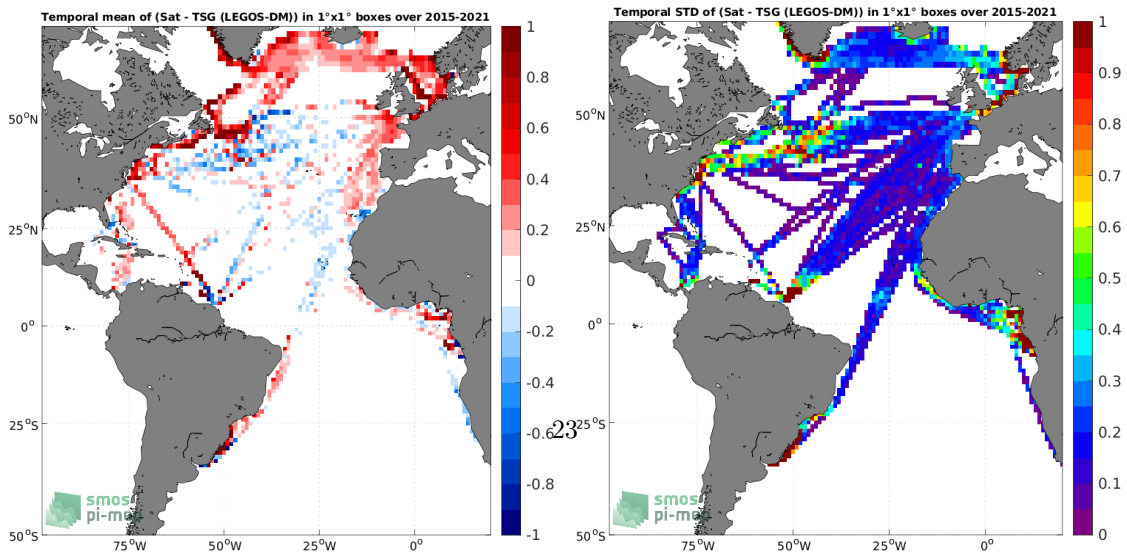 Temporal mean of (Sat - TSG (LEGOS-DM)) in 1°x1° boxes over 2015-2021
50°N
25°N
0°
25°S
50°S
75°W
50°W
25°W
0°
1
0.8
0.6
0.4
0.2
0
-0.2
-0.4
-0.6
-0.8
-1
smos
pi-me
23
Temporal STD of (Sat - TSG (LEGOS-DM)) in 1°x1° boxes over 2015-2021
50°N
25°N
0°
25°S
50°S
75°W
50°W
25°W
0°
1
0.9
0.8
0.7
0.6
0.5
0.4
0.3
0.2
0.1
0
smos
pi-me